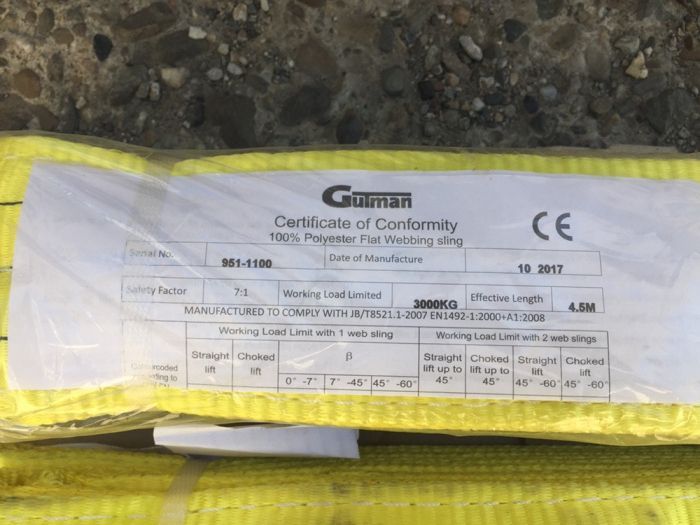 Gutman
Certificate of Conformity
100% Polyester Flat Webbing sling
CE
Serial No. 951-1100 Date of Manufacture 10 2017
Safety Factor 7:1 Working Load Limited 3000KG Effective Length 4.5M
MANUFACTURED TO COMPLY WITH JB/T8521.1-2007 EN1492-1:2000+A1:2008
Working Load Limit with 1 web sling Working Load Limit with 2 web slings
Straight lift Choked lift β Straight lift up to 45° Choked lift up to 45° Straight lift 45° -60° Choked lift 45° -60°
0° -7° 7° -45° 45° -60°